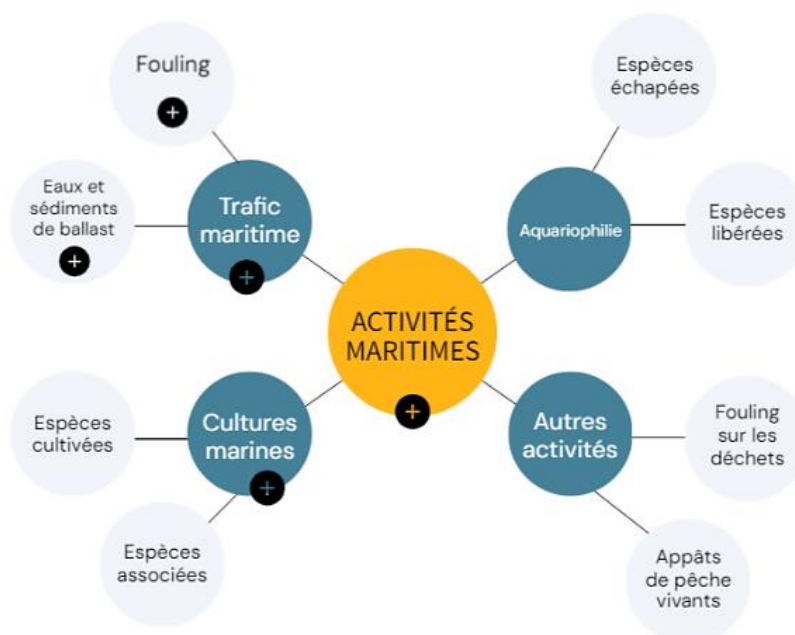 Fouling
Eaux et
sédiments
de ballast
Trafic
maritime
Espèces
échapées
Espèces
libérées
Aquariophilie
ACTIVITÉS
MARITIMES
Espèces
cultivées
Cultures
marines
Espèces
associées
Autres
activités
Fouling
sur les
déchets
Appâts
de pêche
vivants